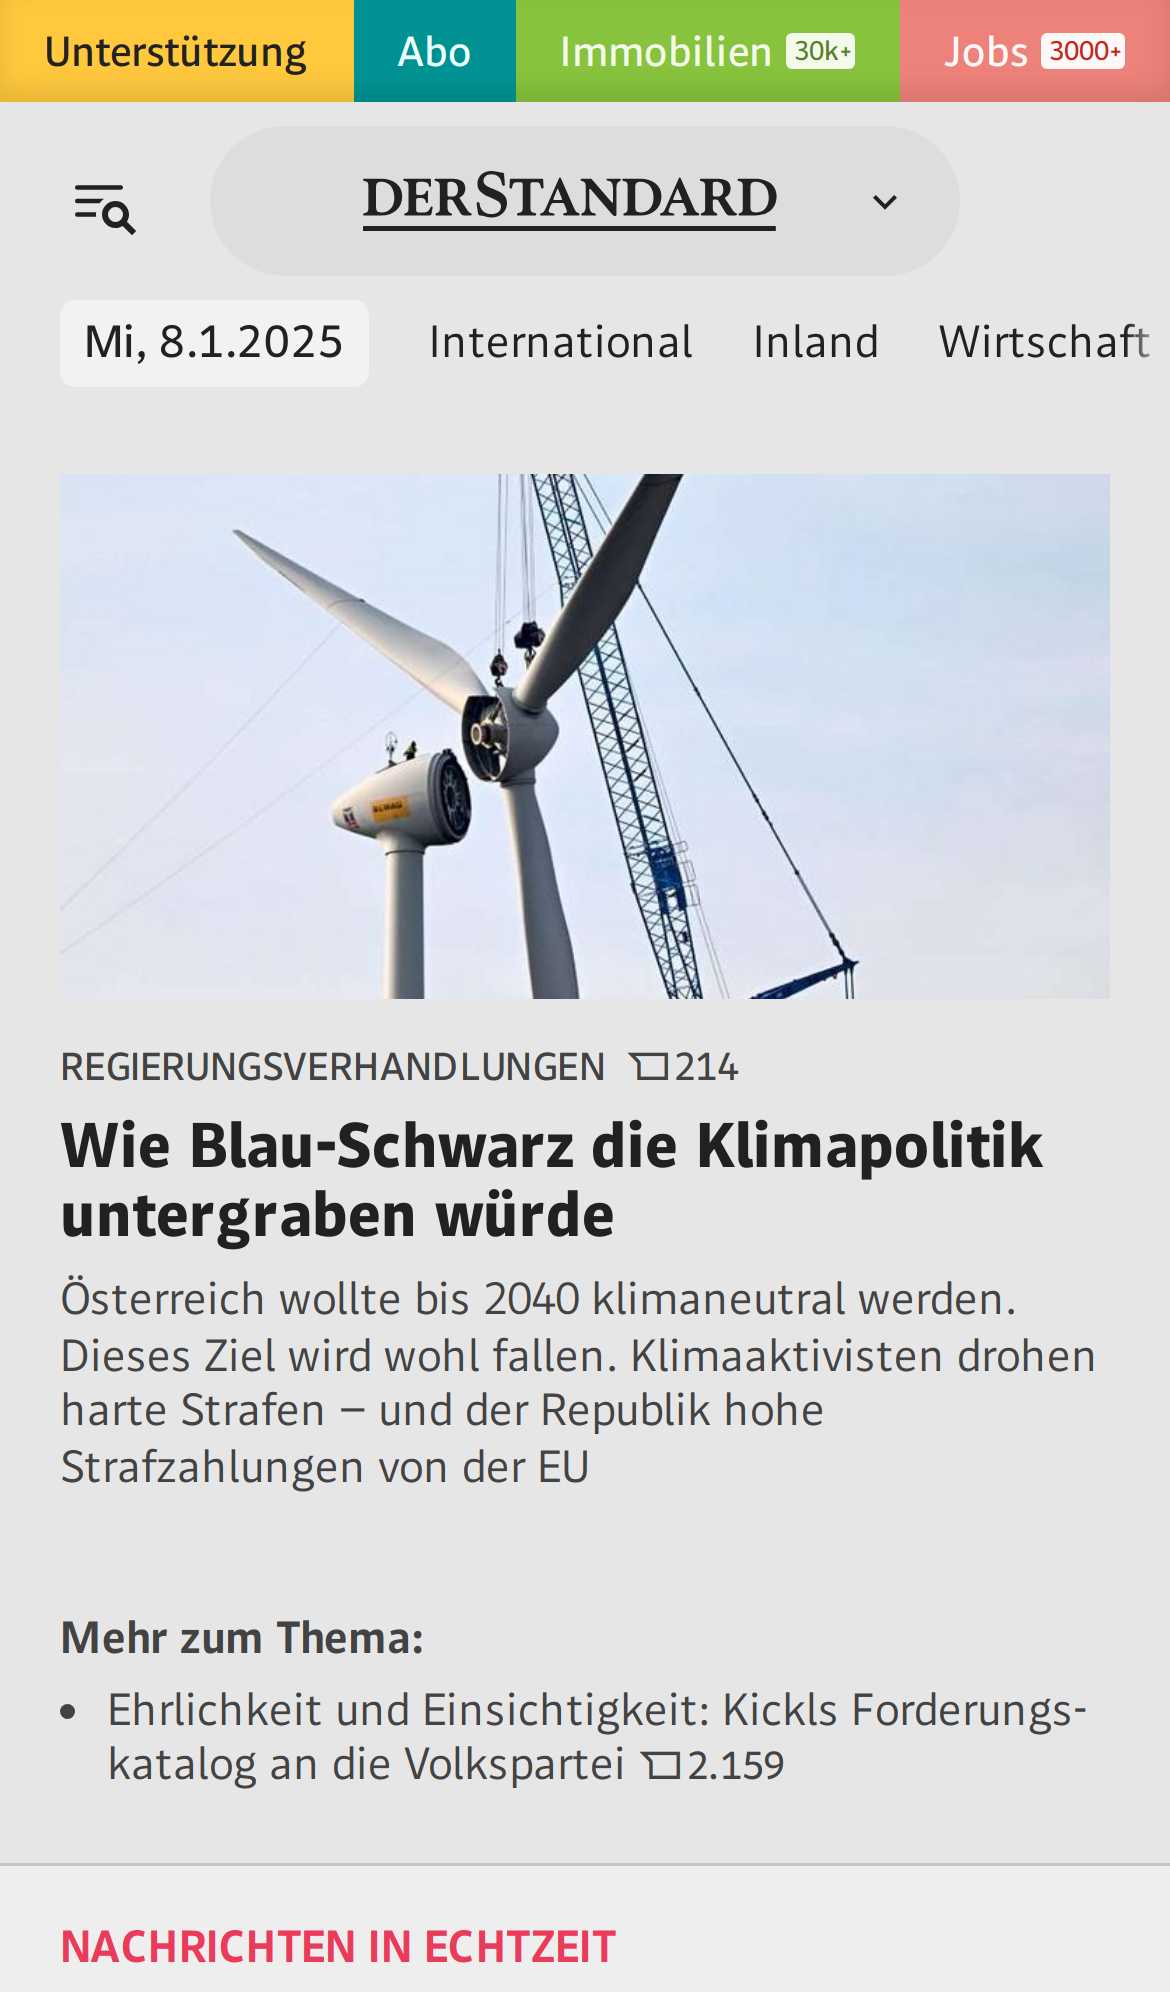 Unterstützung Abo Immobilien 30k+ Jobs 3000+
DERSTANDARD
Mi, 8.1.2025 International Inland Wirtschaft
REGIERUNGSVERHANDLUNGEN 214
Wie Blau-Schwarz die Klimapolitik
untergraben würde
Österreich wollte bis 2040 klimaneutral werden.
Dieses Ziel wird wohl fallen. Klimaaktivisten drohen
harte Strafen – und der Republik hohe
Strafzahlungen von der EU
Mehr zum Thema:
• Ehrlichkeit und Einsichtigkeit: Kickls Forderungs-
katalog an die Volkspartei 2.159
NACHRICHTEN IN ECHTZEIT